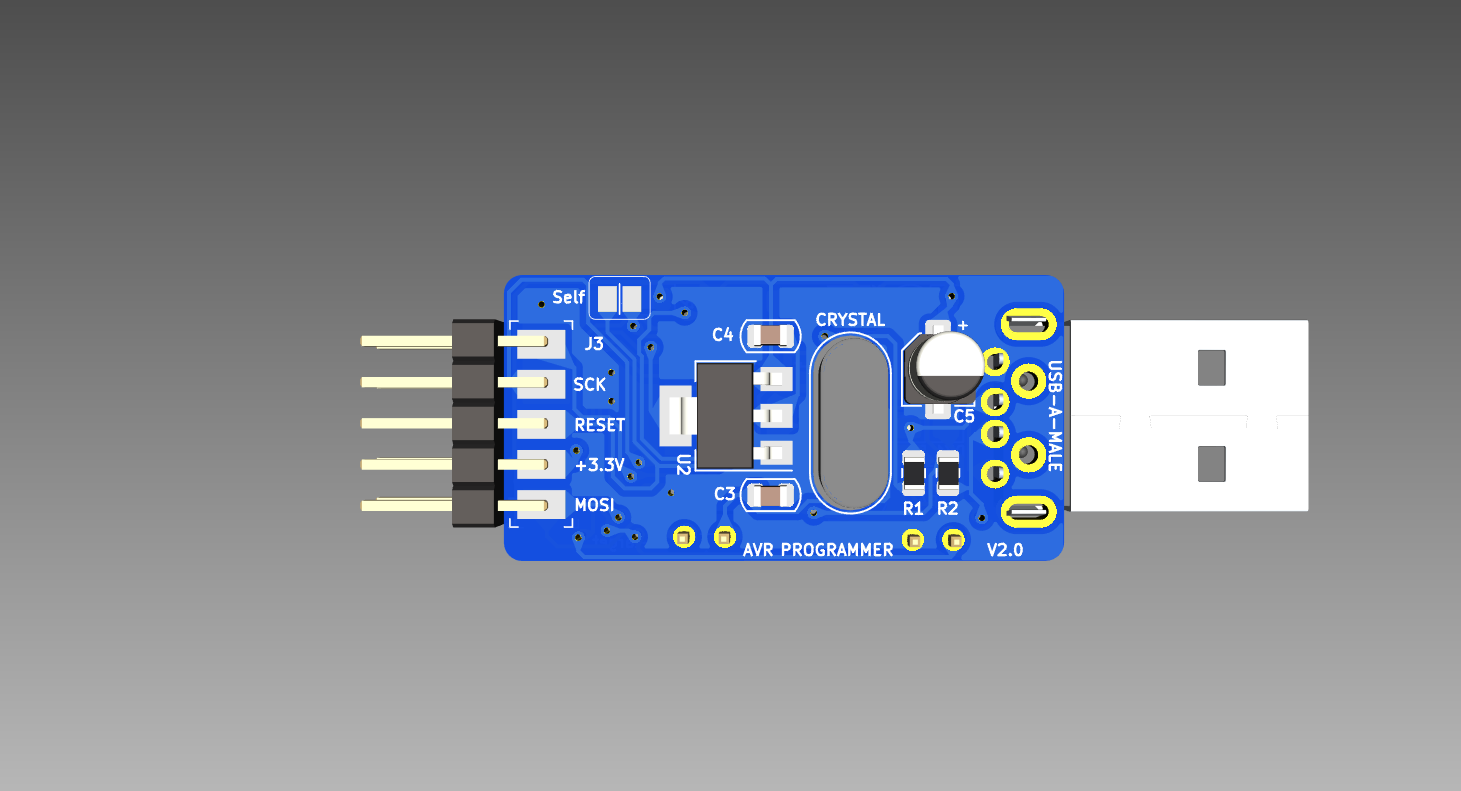 Self
J3
SCK
RESET
+3.3V
MOSI
C4
U2
C3
CRYSTAL
+
C5
R1 R2
USB-A-MALE
AVR PROGRAMMER
V2.0